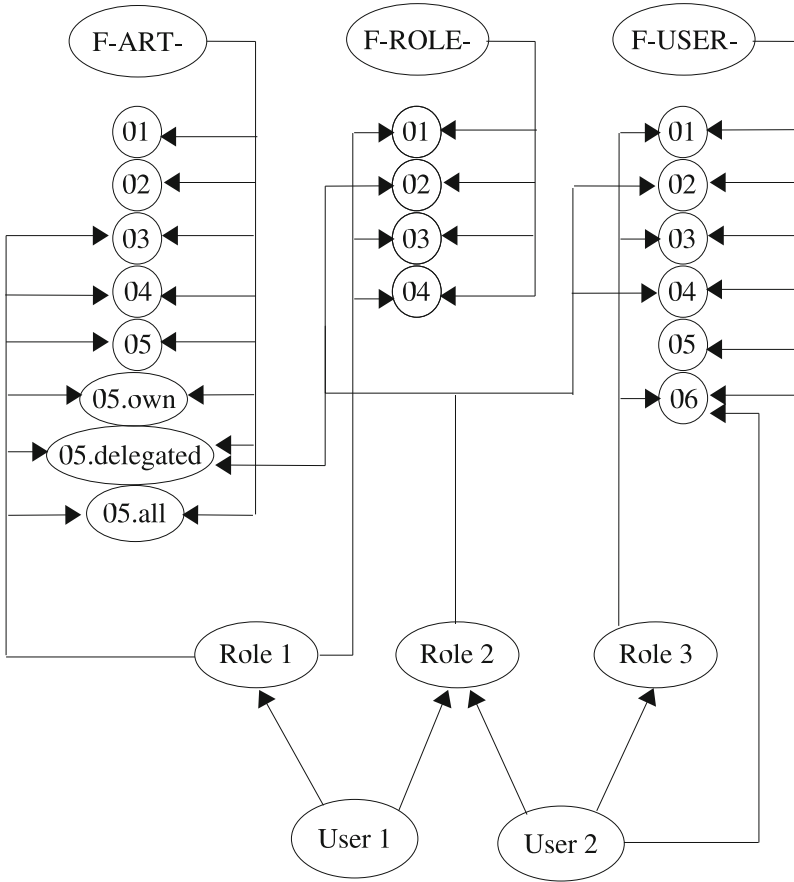 F-ART-
F-ROLE-
F-USER-
01
02
03
04
05
05.own
05.delegated
05.all
01
02
03
04
01
02
03
04
05
06
Role 1
Role 2
Role 3
User 1
User 2